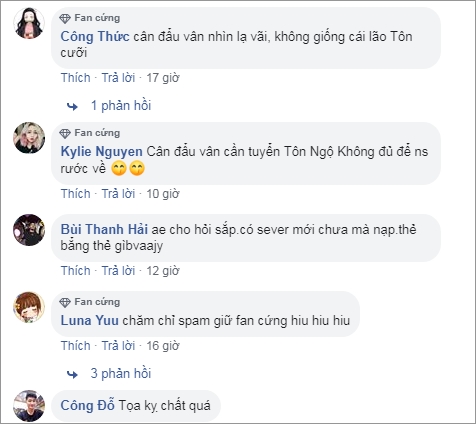 Fan cứng
Công Thức cân đẩu vân nhìn lạ vãi, không giống cái lão Tôn
cưỡi
Thích · Trả lời · 17 giờ
1 phản hồi
Fan cứng
Kylie Nguyen Cân đẩu vân cần tuyển Tôn Ngộ Không đủ để ns
rước về 😋😋
Thích · Trả lời · 10 giờ
Bùi Thanh Hải ae cho hỏi sắp.có sever mới chưa mà nạp.thẻ
bằng thẻ gìbvaajy
Thích · Trả lời · 12 giờ
Fan cứng
Luna Yuu chăm chỉ spam giữ fan cứng hiu hiu hiu
Thích · Trả lời · 16 giờ
3 phản hồi
Công Đỗ Tọa kỵ chất quá